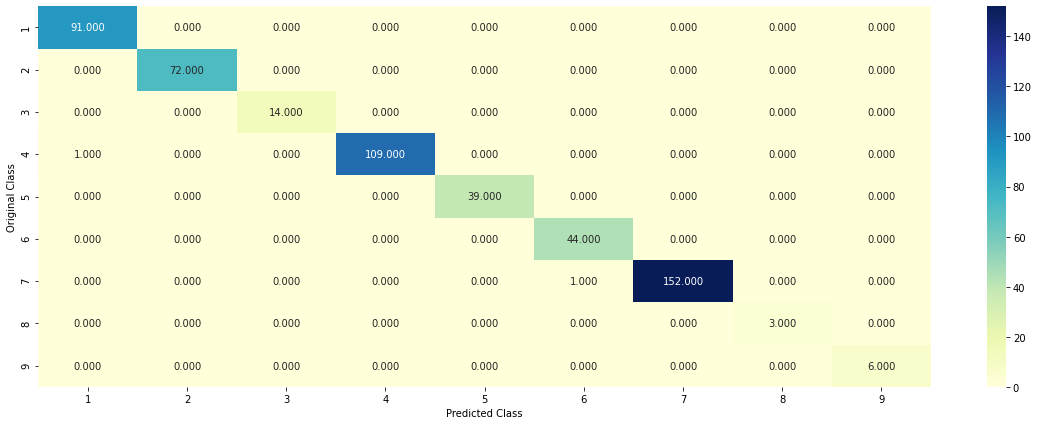 1 91.000 0.000 0.000 0.000 0.000 0.000 0.000 0.000 0.000
2 0.000 72.000 0.000 0.000 0.000 0.000 0.000 0.000 0.000
3 0.000 0.000 14.000 0.000 0.000 0.000 0.000 0.000 0.000
4 1.000 0.000 0.000 109.000 0.000 0.000 0.000 0.000 0.000
5 0.000 0.000 0.000 0.000 39.000 0.000 0.000 0.000 0.000
6 0.000 0.000 0.000 0.000 0.000 44.000 0.000 0.000 0.000
7 0.000 0.000 0.000 0.000 0.000 1.000 152.000 0.000 0.000
8 0.000 0.000 0.000 0.000 0.000 0.000 0.000 3.000 0.000
9 0.000 0.000 0.000 0.000 0.000 0.000 0.000 0.000 6.000
1 2 3 4 5 6 7 8 9
Predicted Class
Original Class
140
120
100
80
60
40
20
0